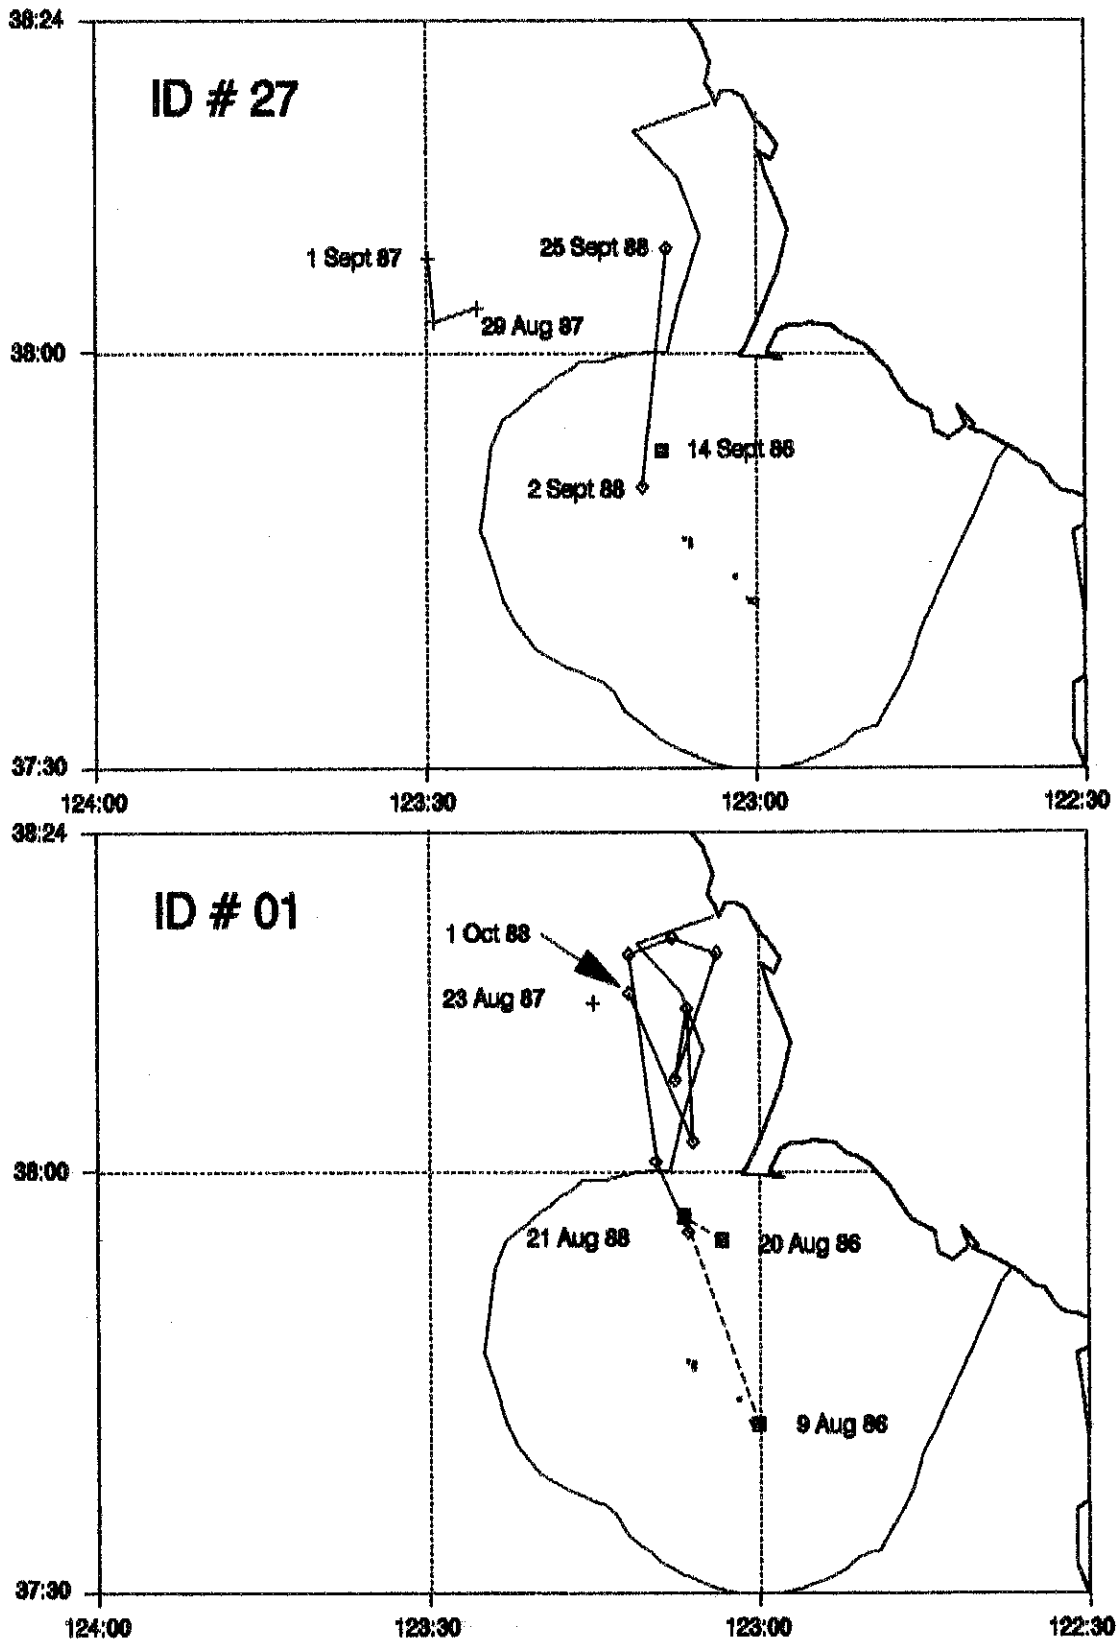 38:24
ID # 27
1 Sept 87
25 Sept 88
29 Aug 87
38:00
14 Sept 86
2 Sept 88
37:30
124:00 123:30 123:00 122:30
38:24
ID # 01
1 Oct 88
23 Aug 87
38:00
21 Aug 88
20 Aug 86
9 Aug 86
37:30
124:00 123:30 123:00 122:30